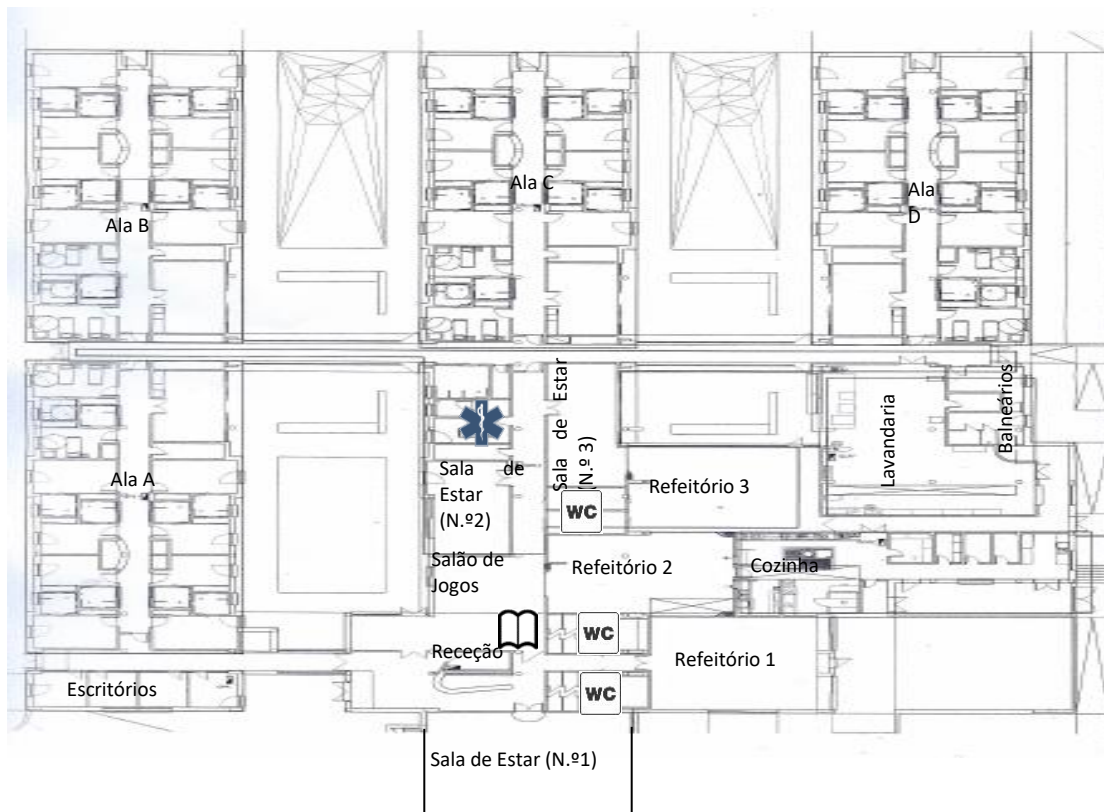 Ala B
Ala C
Ala
D
Ala A
Sala de
Estar
(N.º2)
Sala de Estar
(N.º 3)
Lavandaria
Balneários
Refeitório 3
WC
Salão de
Jogos
Refeitório 2
Cozinha
Receção
WC
Refeitório 1
Escritórios
WC
Sala de Estar (N.º1)